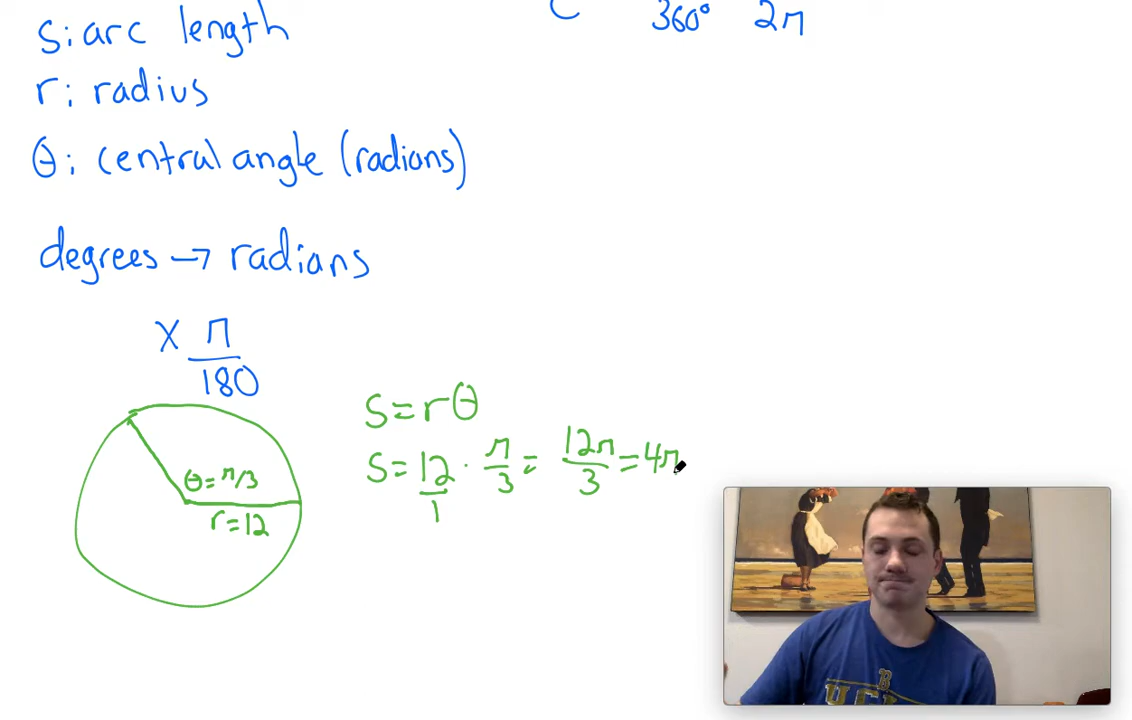 s: arc length
360° 2π
r: radius
θ: central angle (radians)
degrees → radians
x π/180
s=rθ
s=12/1 · π/3 = 12π/3 = 4π
θ=π/3
r=12
B